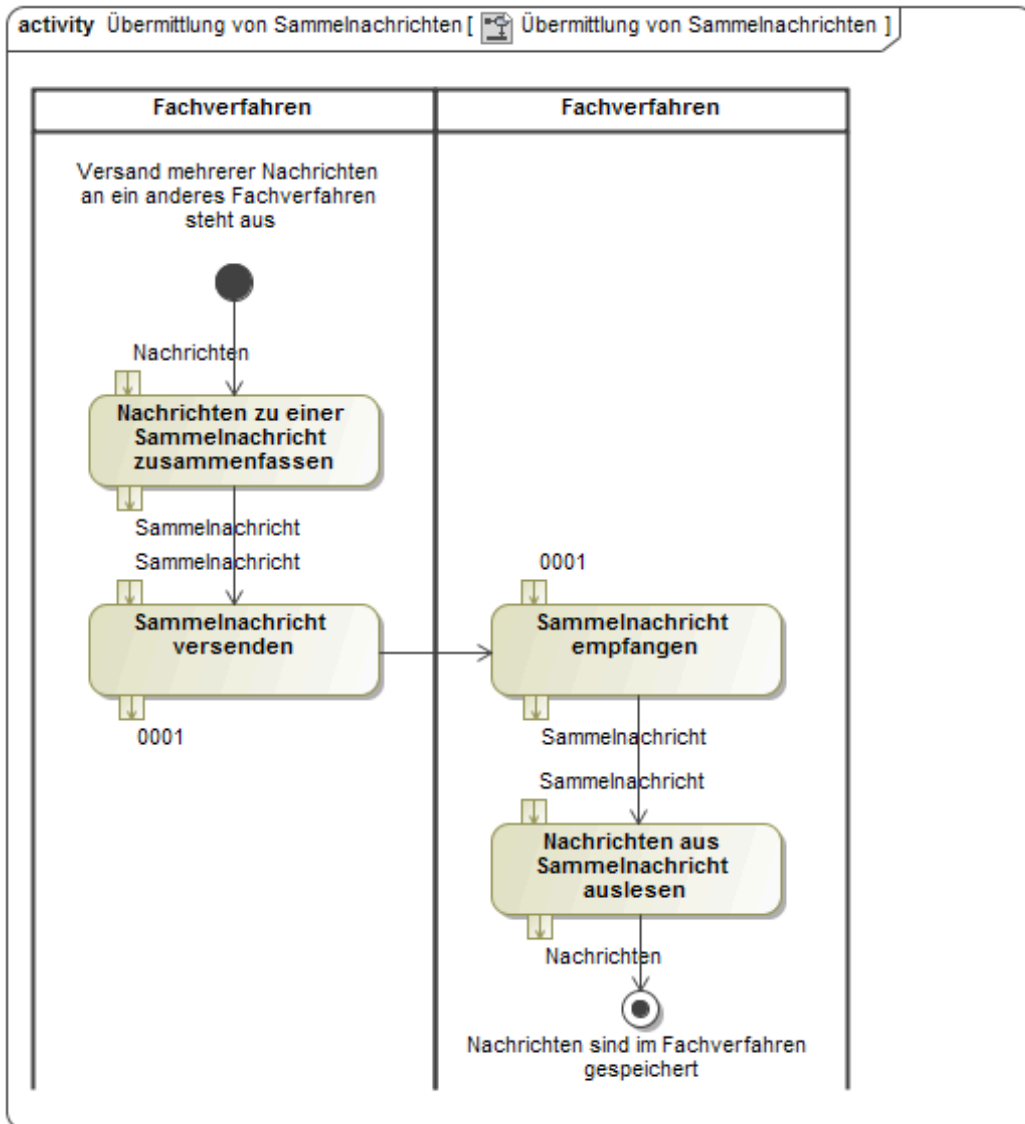 activity Übermittlung von Sammelnachrichten [ Übermittlung von Sammelnachrichten ]
Fachverfahren
Fachverfahren
Versand mehrerer Nachrichten
an ein anderes Fachverfahren
steht aus
Nachrichten
Nachrichten zu einer
Sammelnachricht
zusammenfassen
Sammelnachricht
Sammelnachricht
Sammelnachricht
versenden
0001
0001
Sammelnachricht
empfangen
Sammelnachricht
Sammelnachricht
Nachrichten aus
Sammelnachricht
auslesen
Nachrichten
Nachrichten sind im Fachverfahren
gespeichert